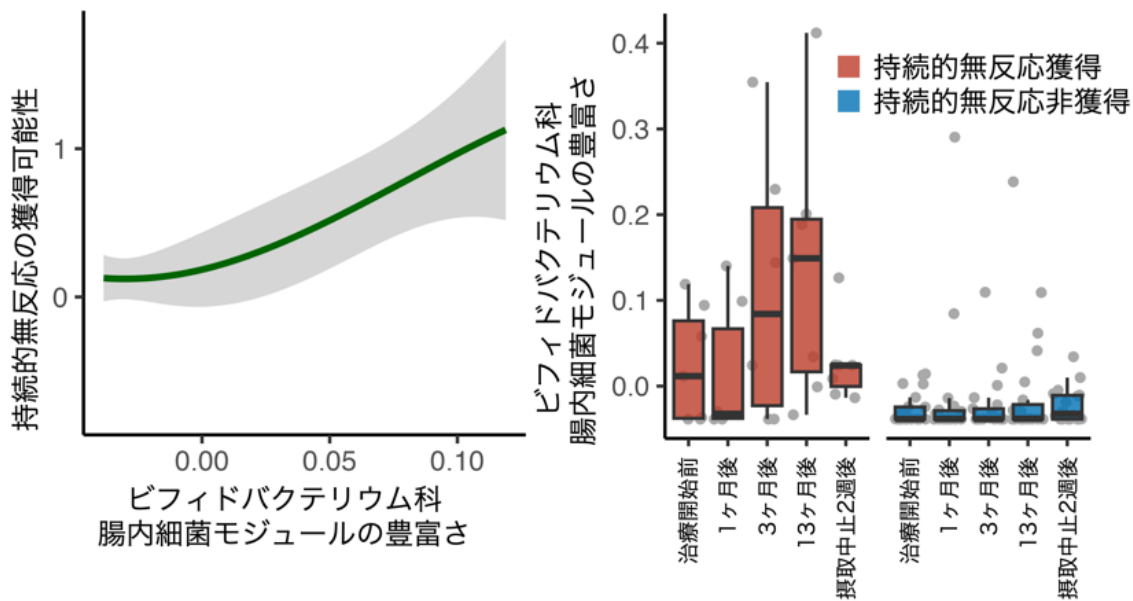 持続的無反応の獲得可能性
1
0
0.00
0.05
0.10
ビフィドバクテリウム科
腸内細菌モジュールの豊富さ
ビフィドバクテリウム科
腸内細菌モジュールの豊富さ
0.4
0.3
0.2
0.1
0.0
持続的無反応獲得
持続的無反応非獲得
治療開始前
1ヶ月後
3ヶ月後
13ヶ月後
摂取中止2週後
治療開始前
1ヶ月後
3ヶ月後
13ヶ月後
摂取中止2週後